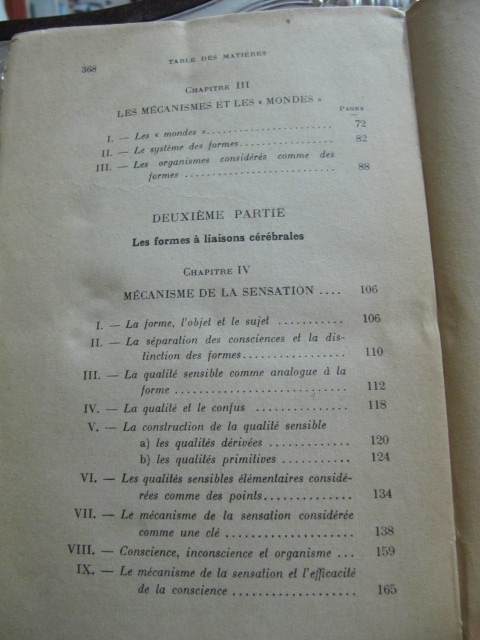 368
TABLE DES MATIÈRES
CHAPITRE III
LES MÉCANISMES ET LES « MONDES »
PAGES
I. — Les « mondes »........................ 72
II. — Le système des formes................. 82
III. — Les organismes considérés comme des
formes ............................ 88
DEUXIÈME PARTIE
Les formes à liaisons cérébrales
CHAPITRE IV
MÉCANISME DE LA SENSATION .... 106
I. — La forme, l'objet et le sujet ........... 106
II. — La séparation des consciences et la dis-
tinction des formes................. 110
III. — La qualité sensible comme analogue à la
forme ............................ 112
IV. — La qualité et le confus ............... 118
V. — La construction de la qualité sensible
a) les qualités dérivées ............. 120
b) les qualités primitives ........... 124
VI. — Les qualités sensibles élémentaires considé-
rées comme des points.............. 134
VII. — Le mécanisme de la sensation considérée
comme une clé .................... 138
VIII. — Conscience, inconscience et organisme ... 159
IX. — Le mécanisme de la sensation et l'efficacité
de la conscience ................... 165